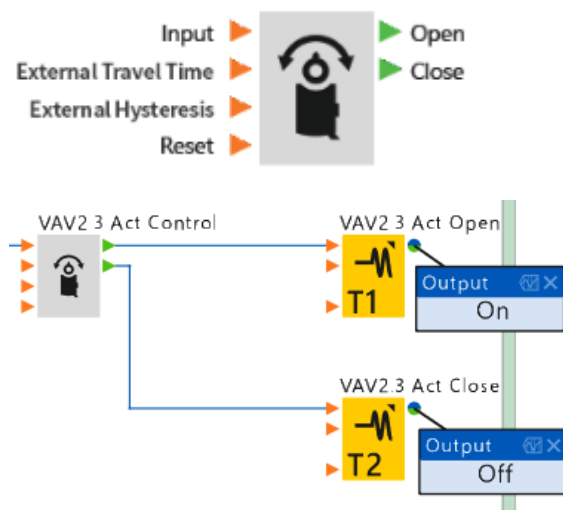 Input
Open
External Travel Time
Close
External Hysteresis
Reset
VAV2 3 Act Control
VAV2 3 Act Open
T1
Output
On
VAV2.3 Act Close
T2
Output
Off